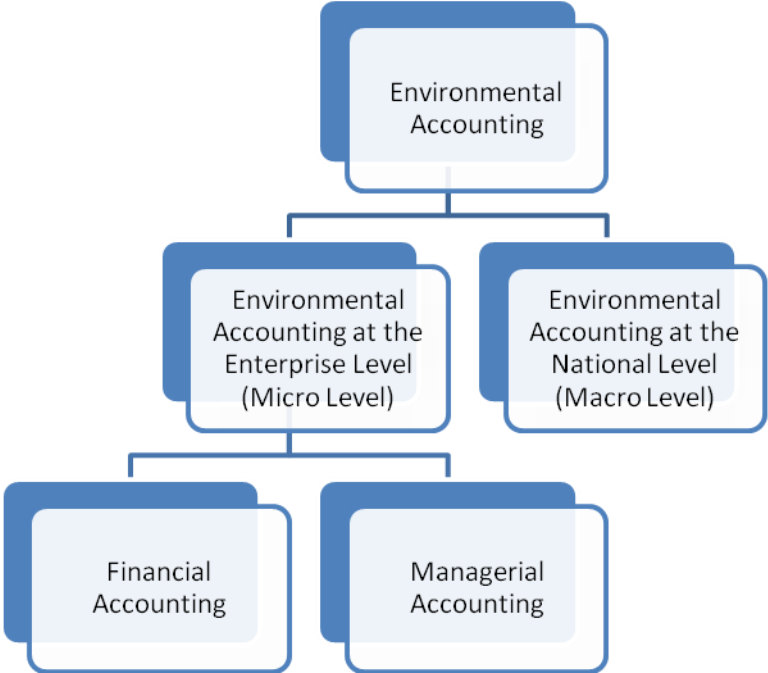 Environmental
Accounting
Environmental
Accounting at the
Enterprise Level
(Micro Level)
Environmental
Accounting at the
National Level
(Macro Level)
Financial
Accounting
Managerial
Accounting